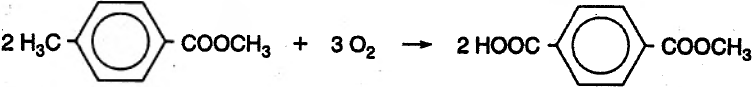 2 H₃C COOCH₃ + 3 O₂ → 2 HOOC COOCH₃